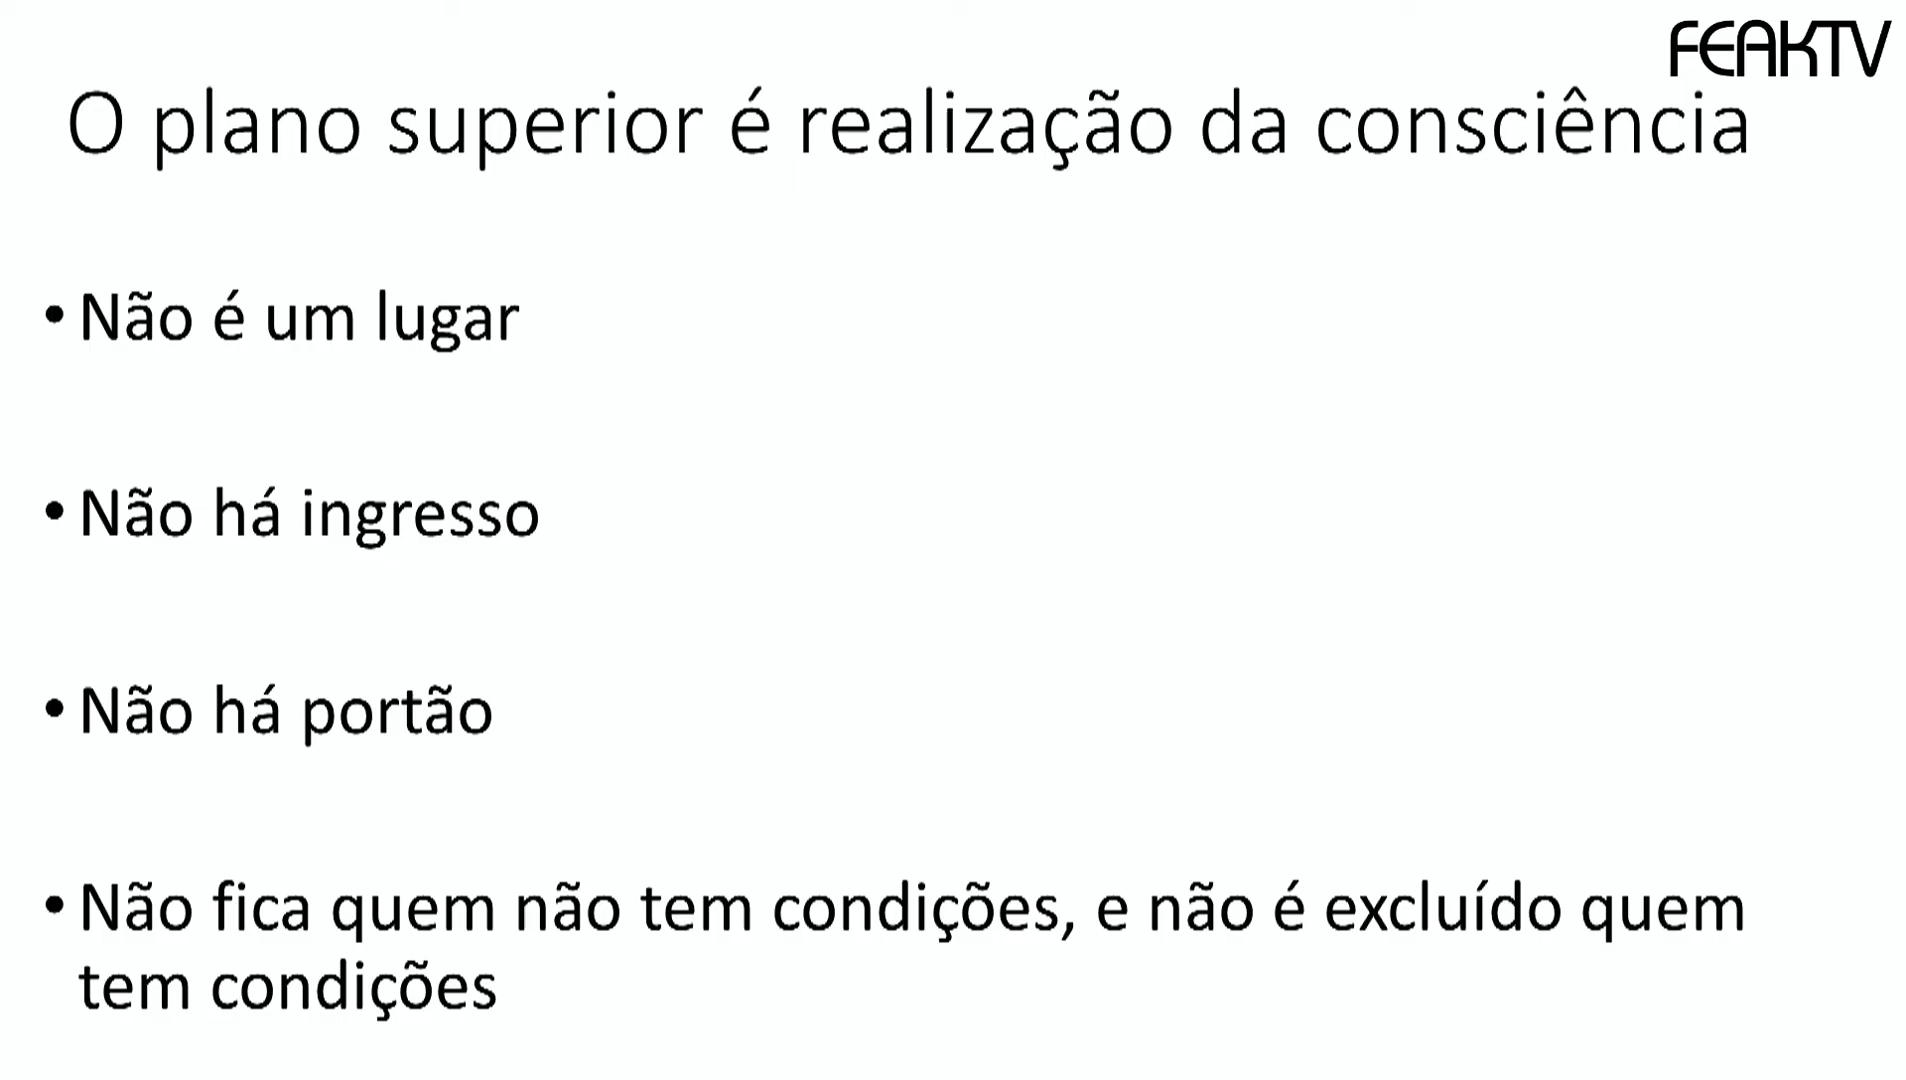 FEAKTV
O plano superior é realização da consciência
• Não é um lugar
• Não há ingresso
• Não há portão
• Não fica quem não tem condições, e não é excluído quem
tem condições